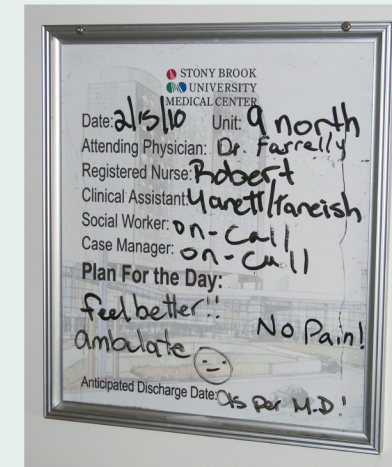 STONY BROOK
UNIVERSITY
MEDICAL CENTER
Date: 2/15/10 Unit: 9 north
Attending Physician: Dr. Farrelly
Registered Nurse: Robert
Clinical Assistant: Yanett/raneish
Social Worker: on-call
Case Manager: on-call
Plan For the Day:
feel better!!
No Pain!
ambulate
Anticipated Discharge Date: As per M.D!